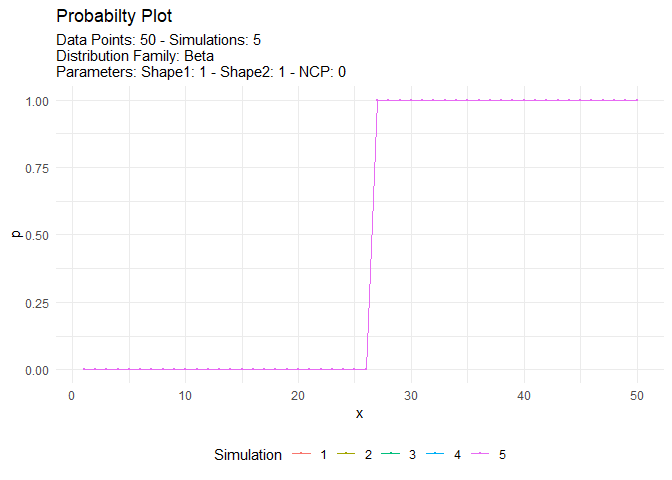 Probabilty Plot
Data Points: 50 - Simulations: 5
Distribution Family: Beta
Parameters: Shape1: 1 - Shape2: 1 - NCP: 0
1.00
0.75
0.50
0.25
0.00
p
0 10 20 30 40 50
x
Simulation 1 2 3 4 5